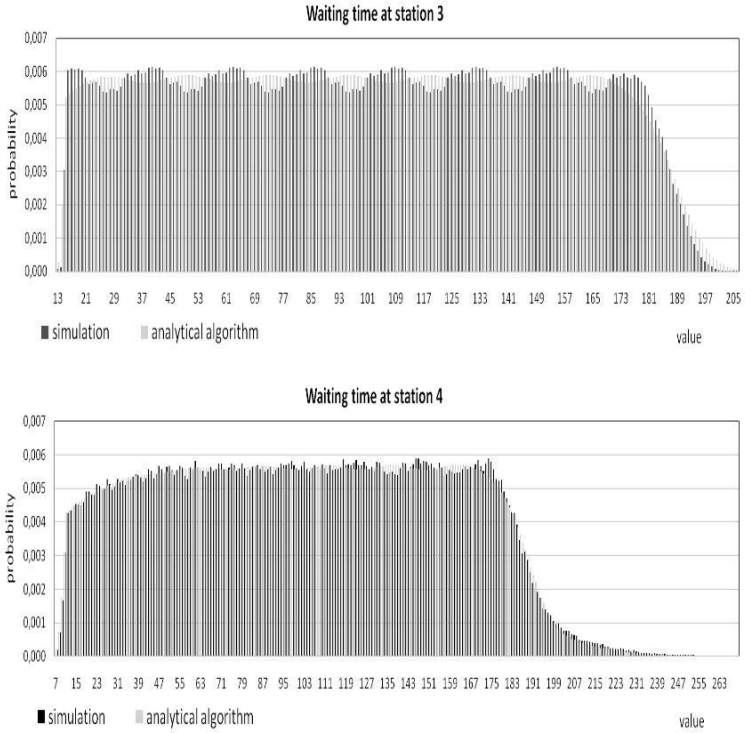 Waiting time at station 3
0,007
0,006
0,005
0,004
0,003
0,002
0,001
0,000
probability
13 21 29 37 45 53 61 69 77 85 93 101 109 117 125 133 141 149 157 165 173 181 189 197 205
simulation analytical algorithm value
Waiting time at station 4
0,007
0,006
0,005
0,004
0,003
0,002
0,001
0,000
probability
7 15 23 31 39 47 55 63 71 79 87 95 103 111 119 127 135 143 151 159 167 175 183 191 199 207 215 223 231 239 247 255 263
simulation analytical algorithm value